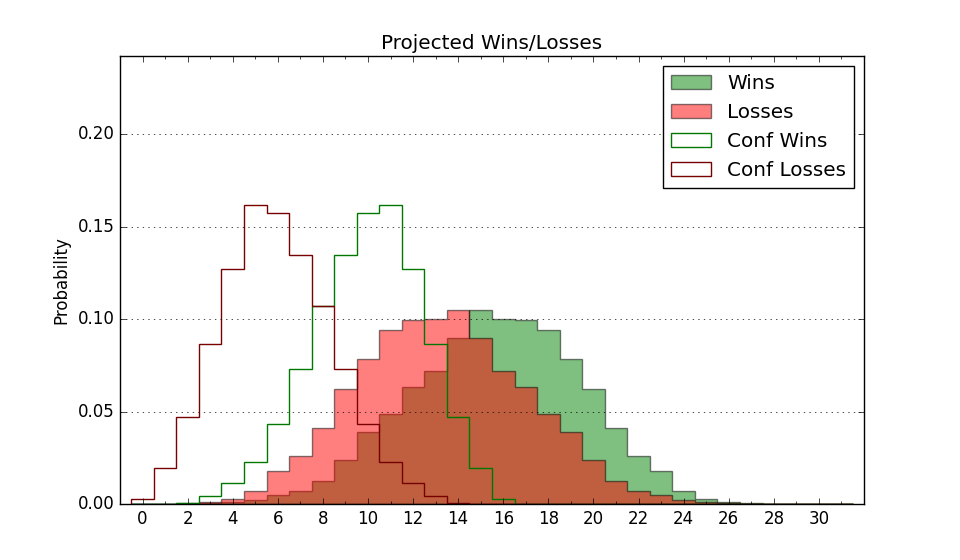 Projected Wins/Losses
Wins
Losses
Conf Wins
Conf Losses
Probability
0.20
0.15
0.10
0.05
0.00
0 2 4 6 8 10 12 14 16 18 20 22 24 26 28 30